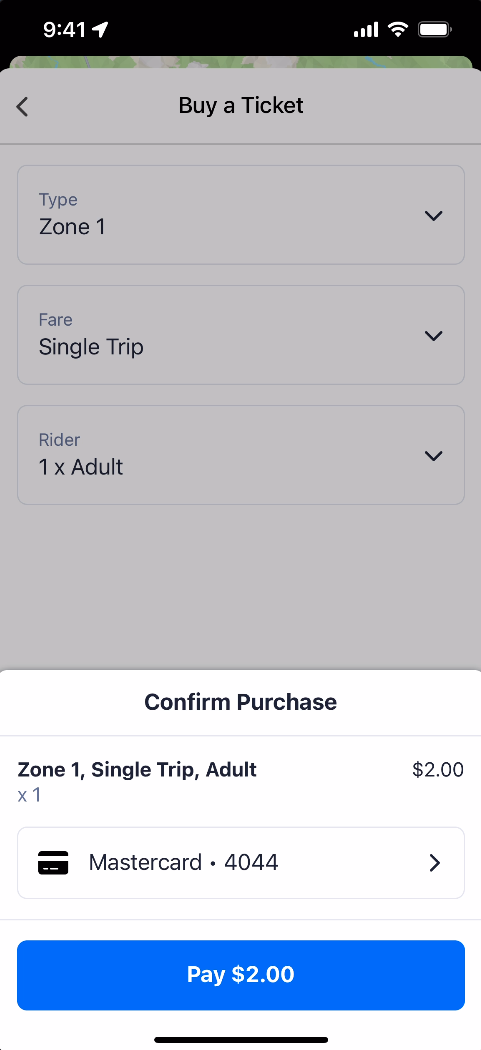 9:41
Buy a Ticket
Type
Zone 1
Fare
Single Trip
Rider
1 x Adult
Confirm Purchase
Zone 1, Single Trip, Adult $2.00
x 1
Mastercard • 4044
Pay $2.00